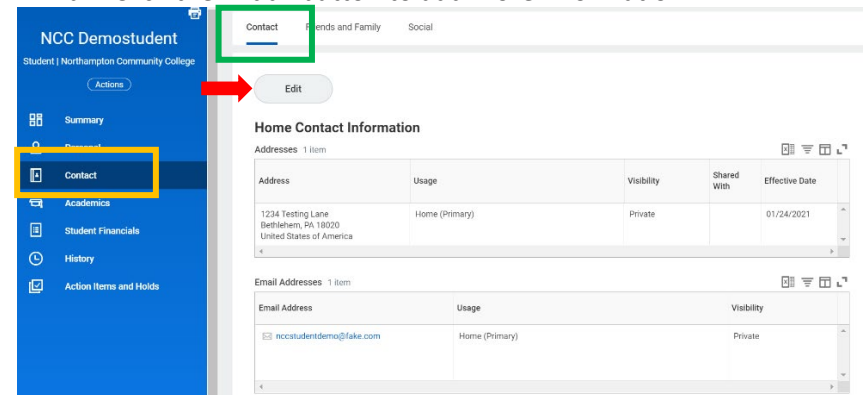 NCC Demostudent
Student | Northampton Community College
Actions
Summary
Personal
Contact
Academics
Student Financials
History
Action Items and Holds
Contact Friends and Family Social
Edit
Home Contact Information
Addresses 1 item
Address Usage Visibility Shared With Effective Date
1234 Testing Lane Home (Primary) Private 01/24/2021
Bethlehem, PA 18020
United States of America
Email Addresses 1 item
Email Address Usage Visibility
nccstudentdemo@fake.com Home (Primary) Private